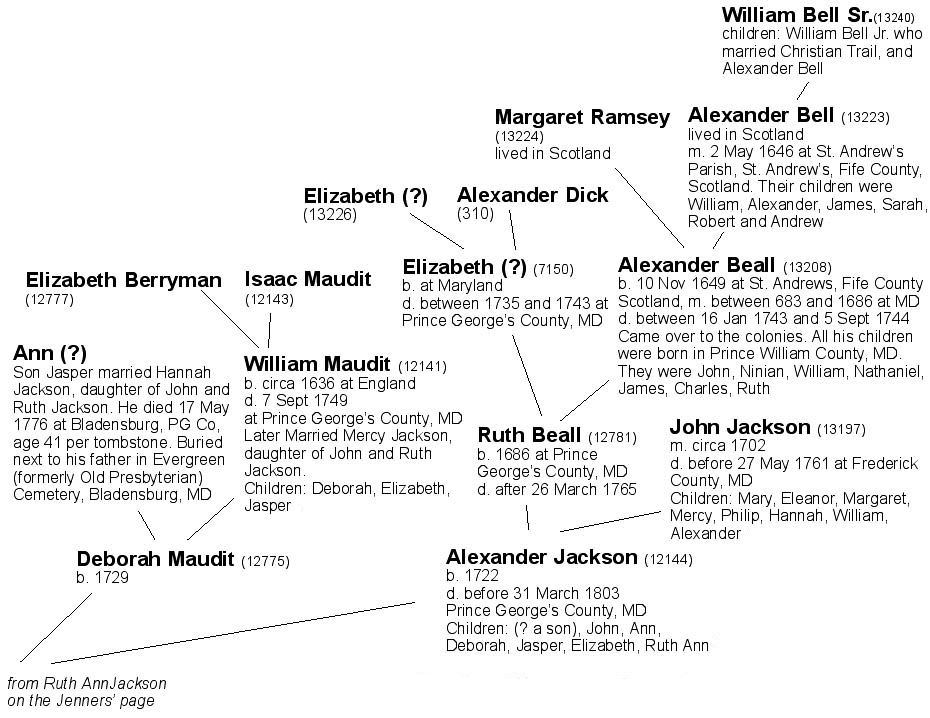 William Bell Sr.(13240)
children: William Bell Jr. who
married Christian Trail, and
Alexander Bell
Margaret Ramsey
(13224)
lived in Scotland
Alexander Bell (13223)
lived in Scotland
m. 2 May 1646 at St. Andrew's
Parish, St. Andrew's, Fife County,
Scotland. Their children were
William, Alexander, James, Sarah,
Robert and Andrew
Elizabeth (?)
(13226)
Alexander Dick
(310)
Elizabeth Berryman
(12777)
Isaac Maudit
(12143)
Elizabeth (?) (7150)
b. at Maryland
d. between 1735 and 1743 at
Prince George's County, MD
Alexander Beall (13208)
b. 10 Nov 1649 at St. Andrews, Fife County
Scotland, m. between 683 and 1686 at MD
d. between 16 Jan 1743 and 5 Sept 1744
Came over to the colonies. All his children
were born in Prince William County, MD.
They were John, Ninian, William, Nathaniel,
James, Charles, Ruth
Ann (?)
Son Jasper married Hannah
Jackson, daughter of John and
Ruth Jackson. He died 17 May
1776 at Bladensburg, PG Co,
age 41 per tombstone. Buried
next to his father in Evergreen
(formerly Old Presbyterian)
Cemetery, Bladensburg, MD
William Maudit (12141)
b. circa 1636 at England
d. 7 Sept 1749
at Prince George's County, MD
Later Married Mercy Jackson,
daughter of John and Ruth
Jackson.
Children: Deborah, Elizabeth,
Jasper
Ruth Beall (12781)
b. 1686 at Prince
George's County, MD
d. after 26 March 1765
John Jackson (13197)
m. circa 1702
d. before 27 May 1761 at Frederick
County, MD
Children: Mary, Eleanor, Margaret,
Mercy, Philip, Hannah, William,
Alexander
Deborah Maudit (12775)
b. 1729
Alexander Jackson (12144)
b. 1722
d. before 31 March 1803
Prince George's County, MD
Children: (? a son), John, Ann,
Deborah, Jasper, Elizabeth, Ruth Ann
from Ruth AnnJackson
on the Jenners' page